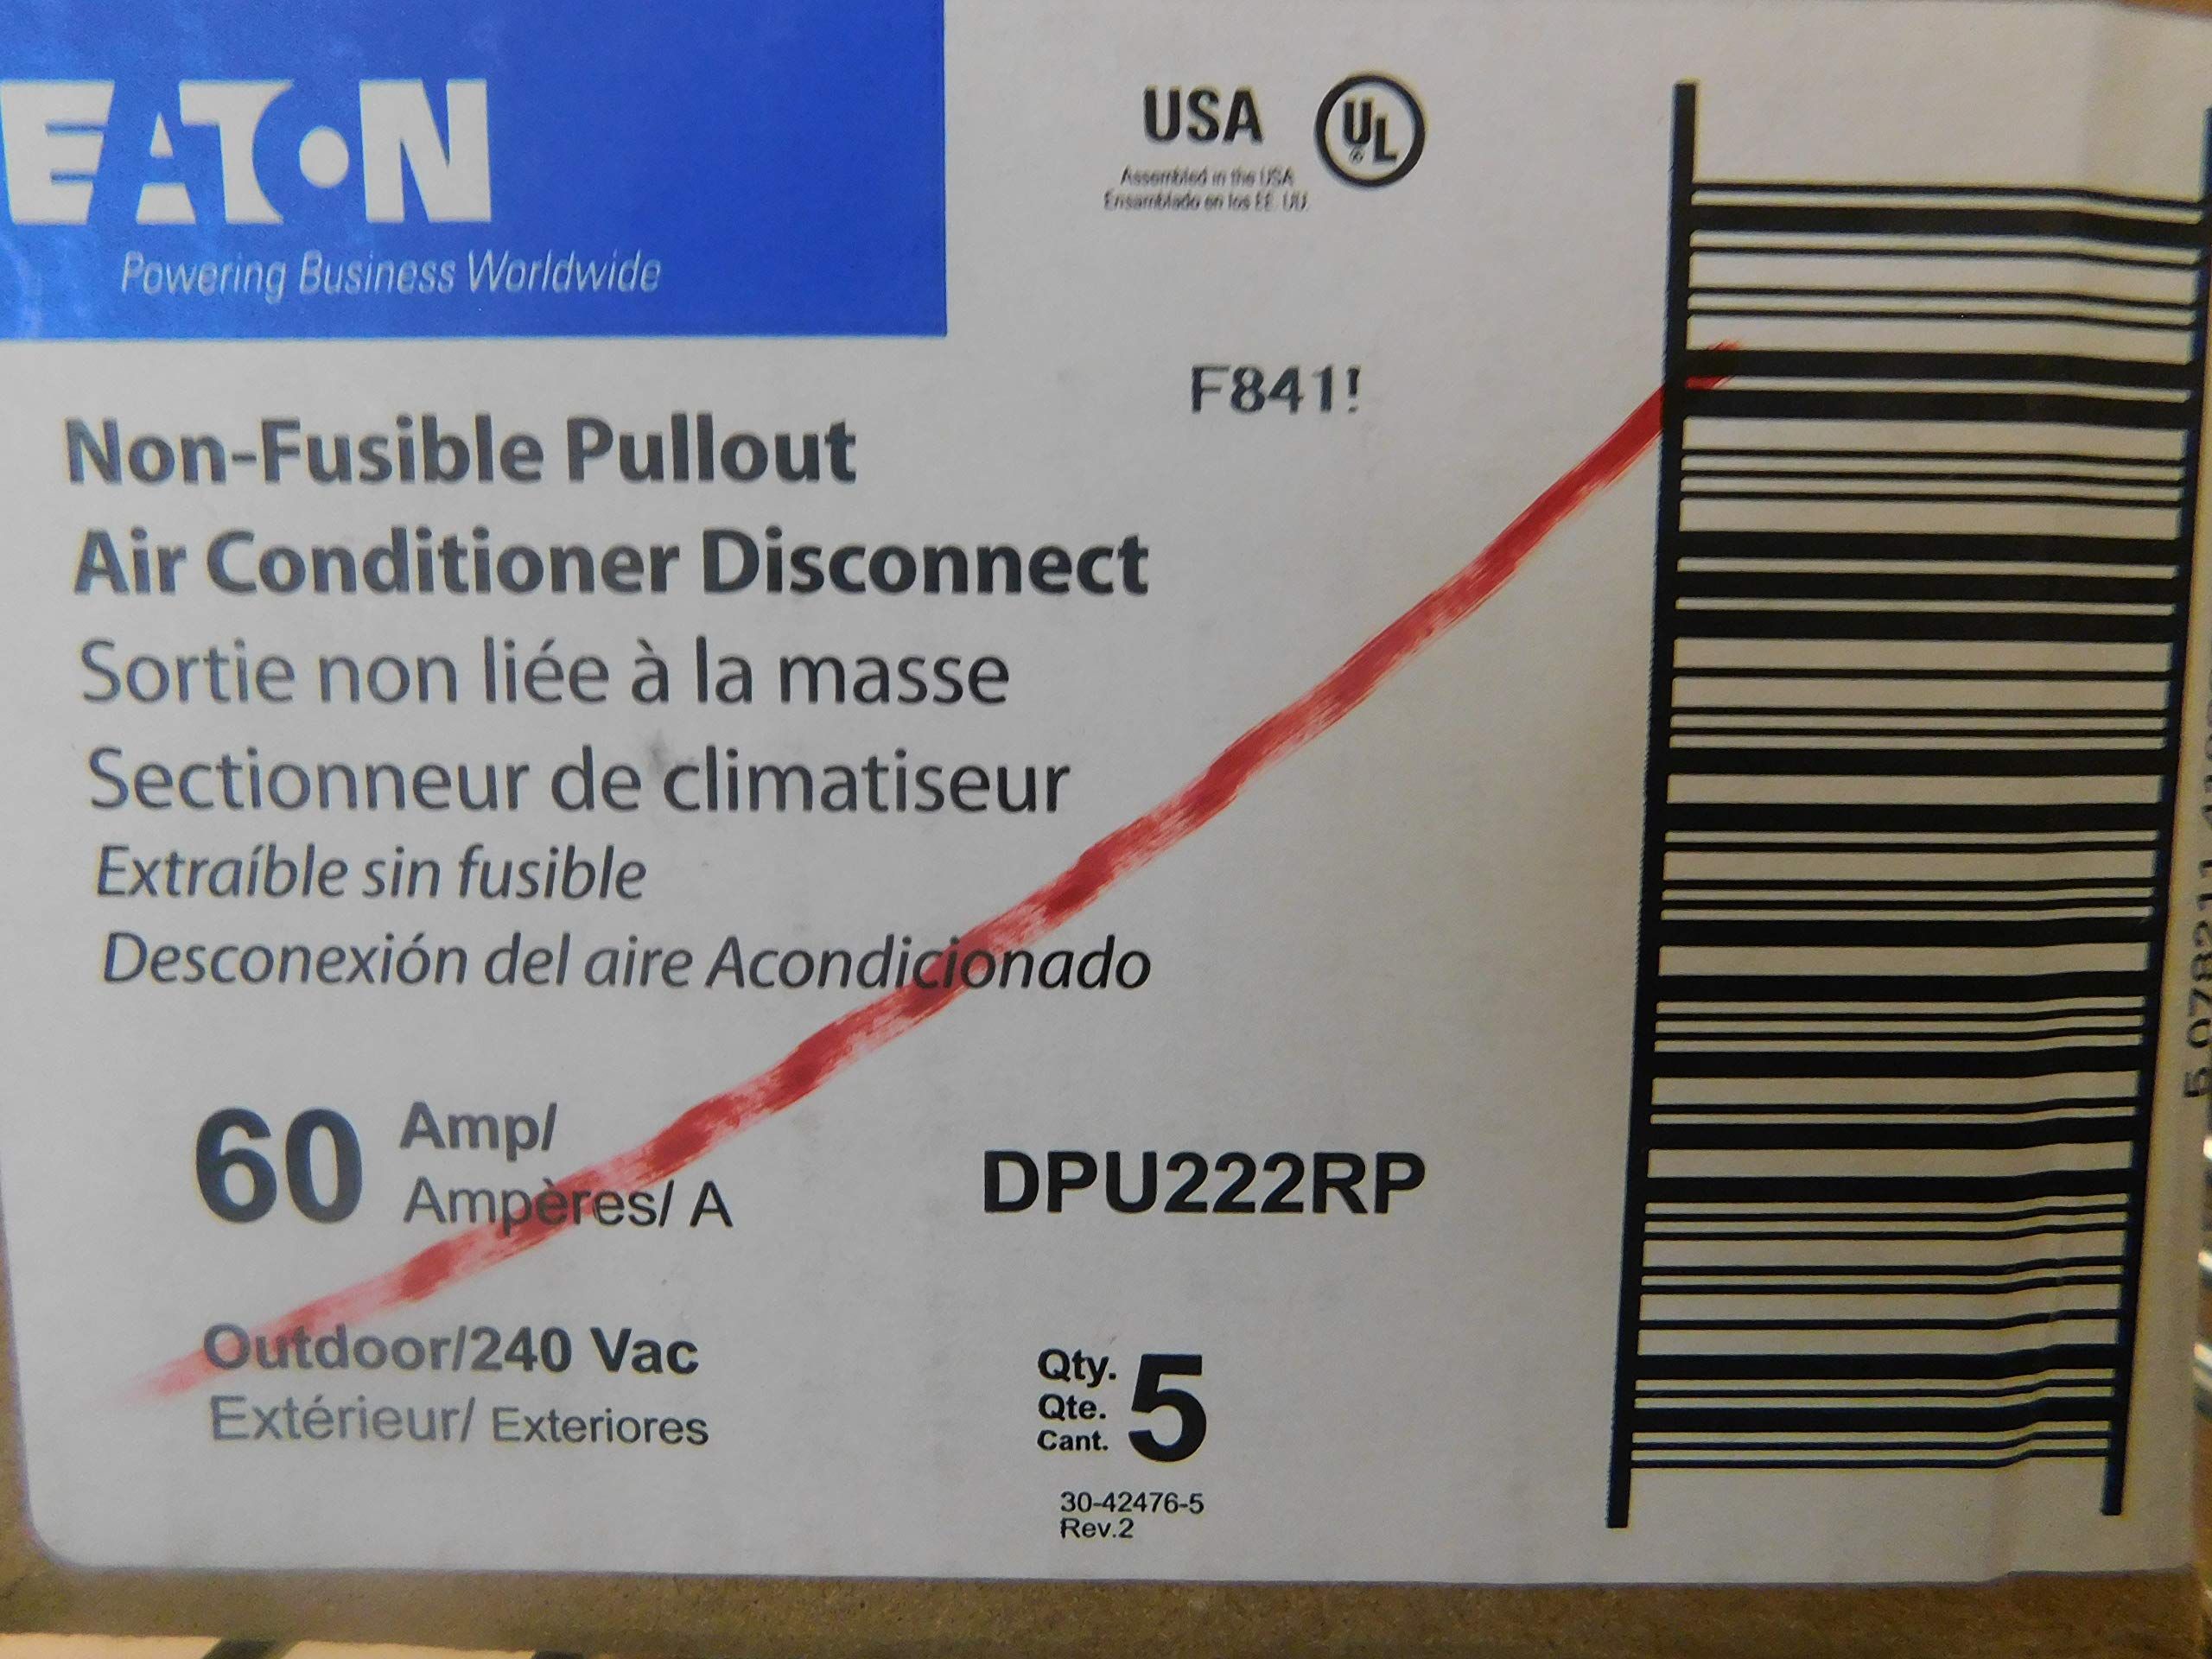 EATON
Powering Business Worldwide
USA
UL
Assembled in the USA
Ensamblado en los EE. UU.
F841!
Non-Fusible Pullout
Air Conditioner Disconnect
Sortie non liée à la masse
Sectionneur de climatiseur
Extraíble sin fusible
Desconexión del aire Acondicionado
60 Amp/
Ampères/ A
DPU222RP
Outdoor/240 Vac
Extérieur/ Exteriores
Qty.
Qte.
Cant.
5
30-42476-5
Rev.2